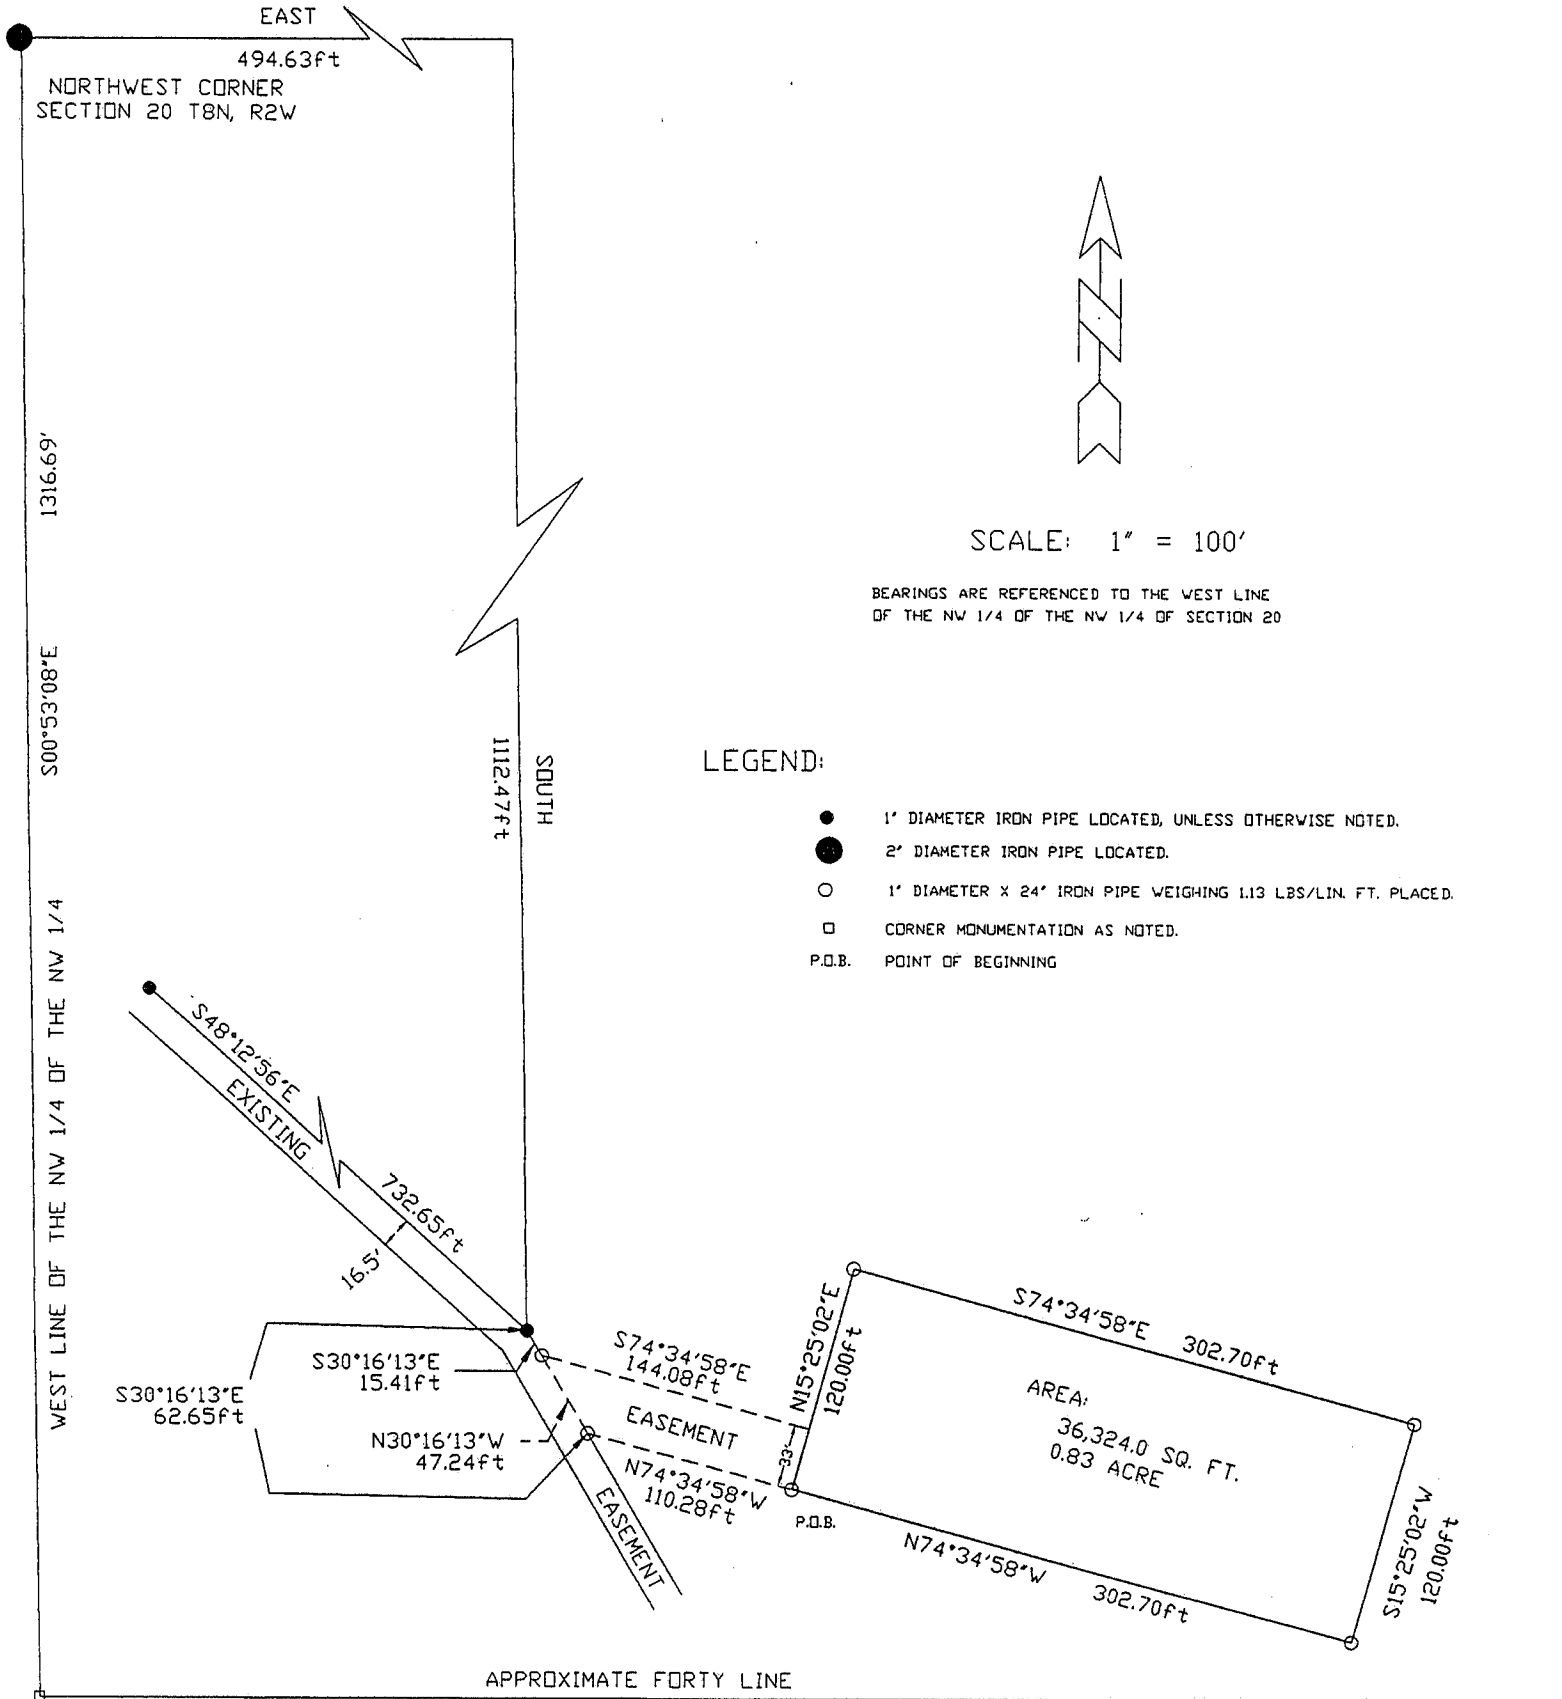 EAST
494.63ft
NORTHWEST CORNER
SECTION 20 T8N, R2W
1316.69'
S00°53'08"E
WEST LINE OF THE NW 1/4 OF THE NW 1/4
SOUTH
1112.47ft
SCALE: 1" = 100'
BEARINGS ARE REFERENCED TO THE WEST LINE
OF THE NW 1/4 OF THE NW 1/4 OF SECTION 20
LEGEND:
1" DIAMETER IRON PIPE LOCATED, UNLESS OTHERWISE NOTED.
2" DIAMETER IRON PIPE LOCATED.
1" DIAMETER X 24" IRON PIPE WEIGHING 1.13 LBS/LIN. FT. PLACED.
CORNER MONUMENTATION AS NOTED.
P.O.B. POINT OF BEGINNING
S48°12'56"E
EXISTING
732.65ft
16.5'
S30°16'13"E
15.41ft
S30°16'13"E
62.65ft
N30°16'13"W
47.24ft
S74°34'58"E
144.08ft
EASEMENT
N74°34'58"W
110.28ft
EASEMENT
33'
N15°25'02"E
120.00ft
P.O.B.
S74°34'58"E 302.70ft
AREA:
36,324.0 SQ. FT.
0.83 ACRE
N74°34'58"W 302.70ft
S15°25'02"W
120.00ft
APPROXIMATE FORTY LINE